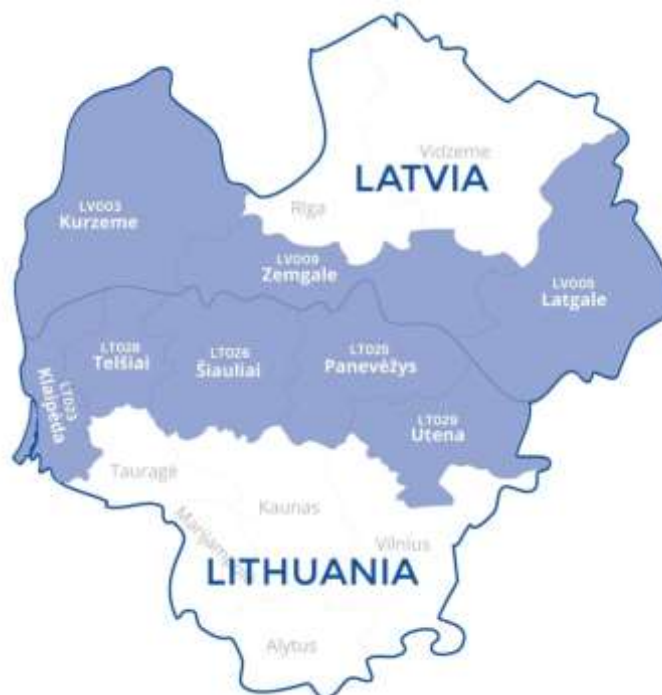 Vidzeme
LATVIA
Rīga
LV003
Kurzeme
LV009
Zemgale
LV005
Latgale
LT028
Telšiai
LT026
Šiauliai
LT025
Panevėžys
LT023
Klaipėda
LT029
Utena
Tauragė
Kaunas
Vilnius
LITHUANIA
Alytus